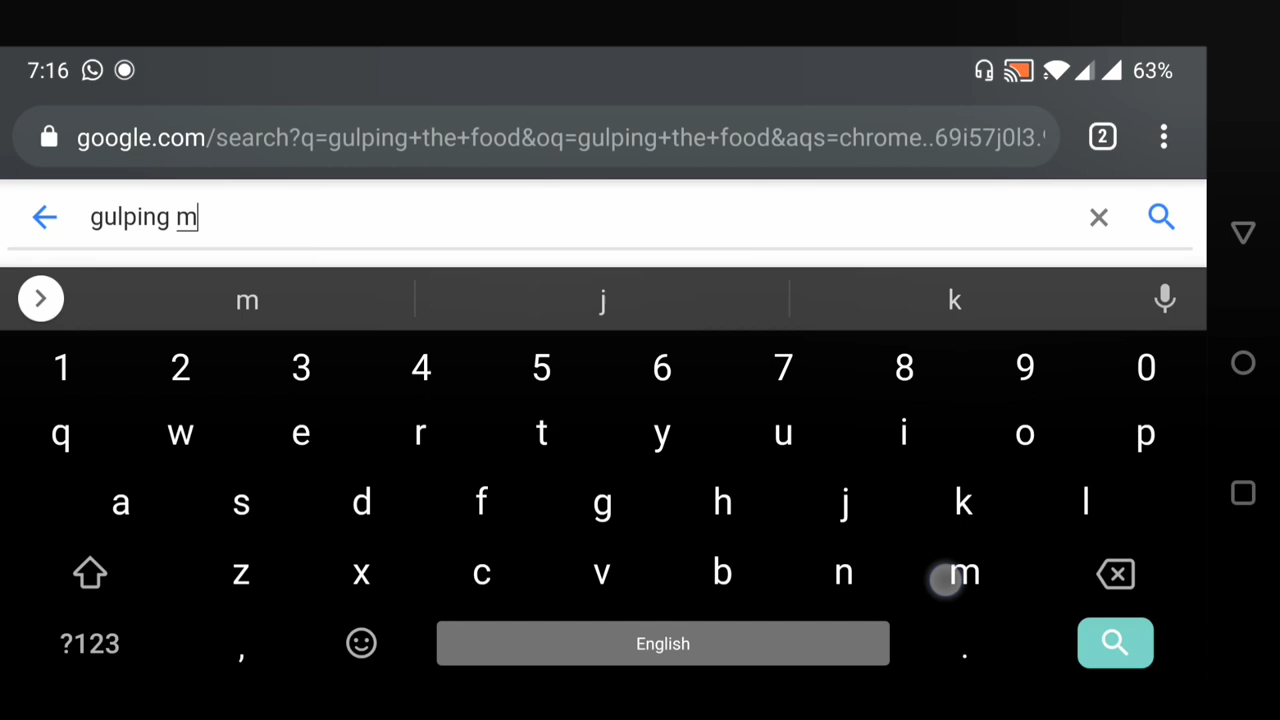 7:16 63%
google.com/search?q=gulping+the+food&oq=gulping+the+food&aqs=chrome..69i57j0l3.
2
gulping m
m j k
1 2 3 4 5 6 7 8 9 0
q w e r t y u i o p
a s d f g h j k l
z x c v b n m
?123 , English .